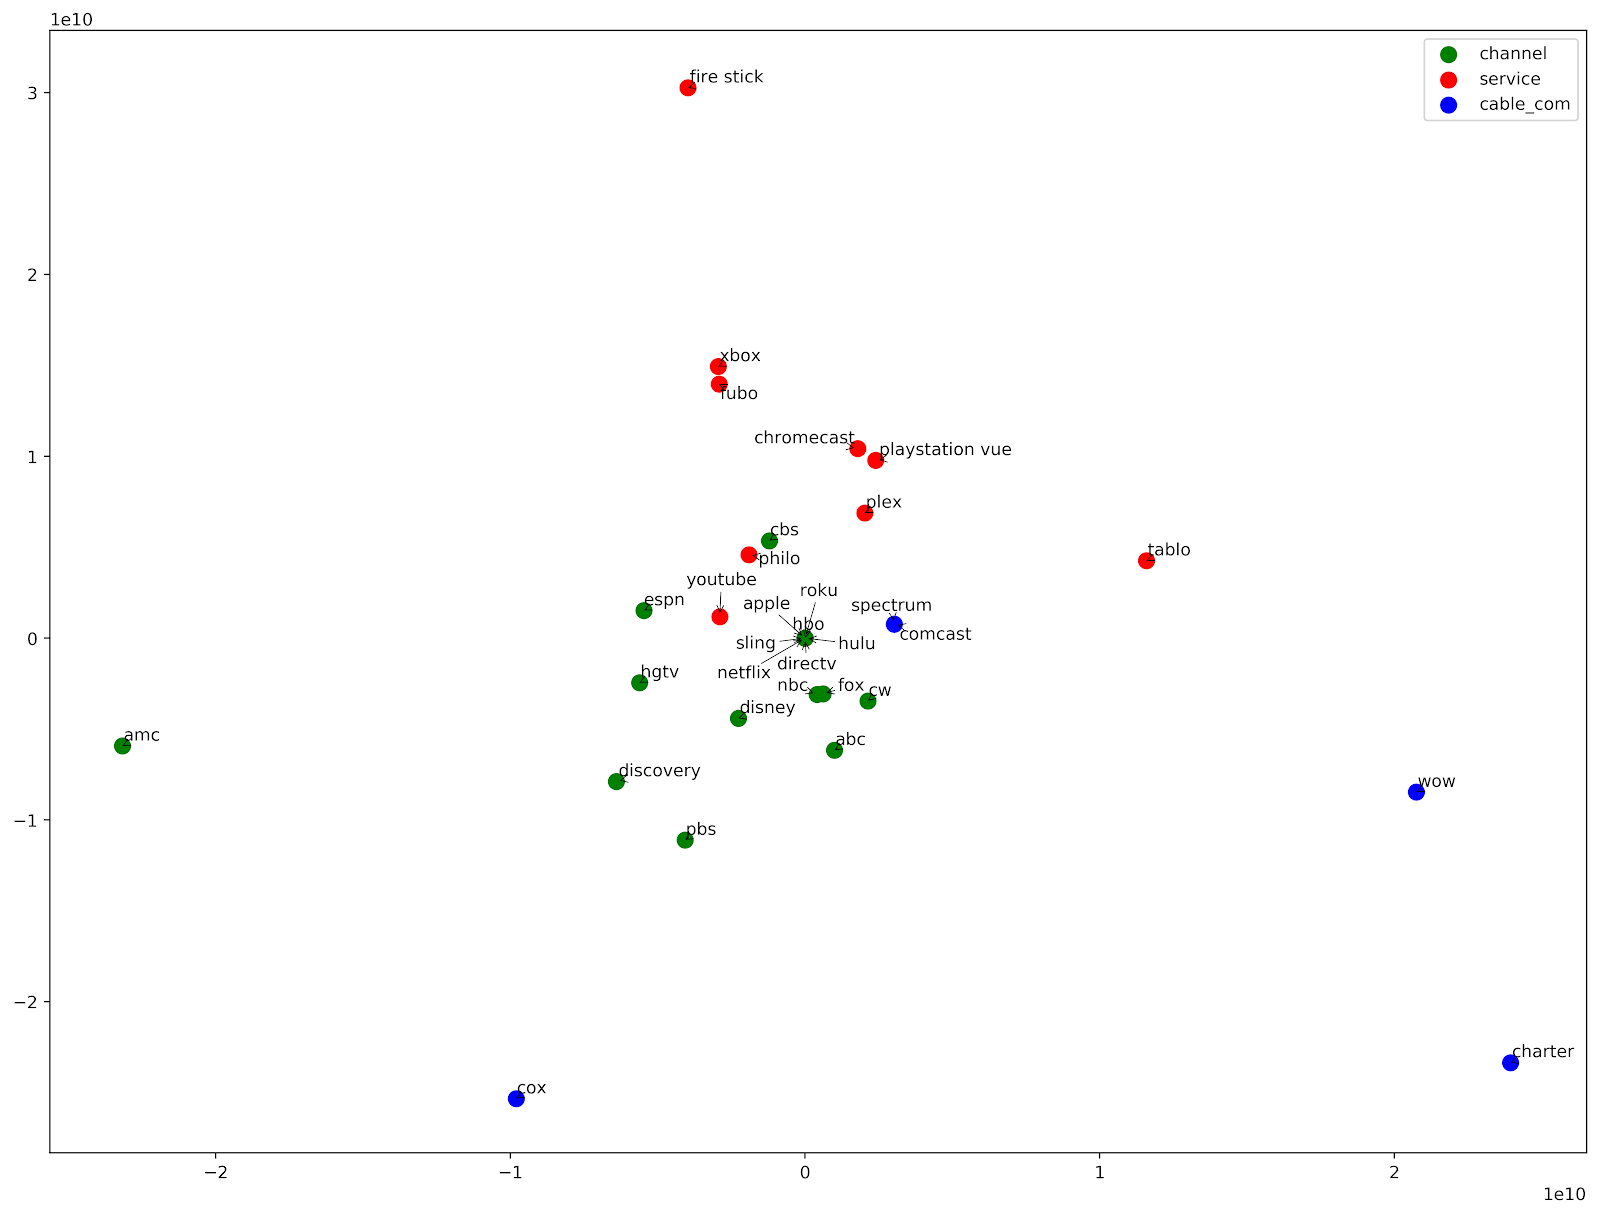 1e10
channel
service
cable_com
3
2
1
0
−1
−2
fire stick
xbox
fubo
chromecast
playstation vue
plex
cbs
philo
tablo
youtube
roku
espn
apple
spectrum
hbo
comcast
sling
hulu
directv
netflix
hgtv
nbc
fox
cw
disney
amc
abc
discovery
wow
pbs
charter
cox
−2
−1
0
1
2
1e10